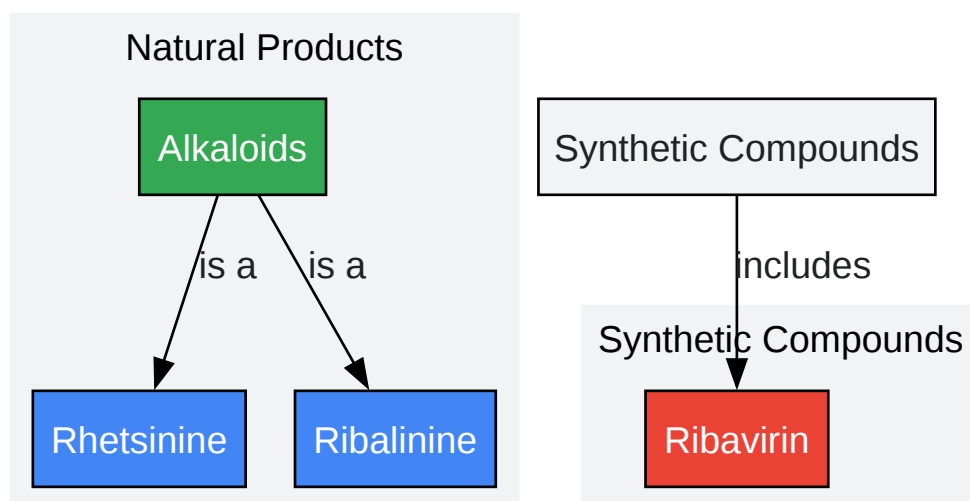 Natural Products
Alkaloids
Synthetic Compounds
is a
is a
includes
Synthetic Compounds
Rhetsinine
Ribalinine
Ribavirin